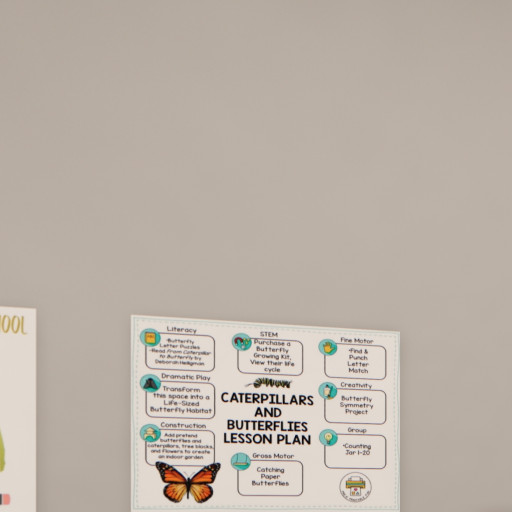 HOOL
Literacy
•Butterfly
Letter Puzzles
•Read From Caterpillar
to Butterfly by
Deborah Heiligman
STEM
Purchase a
Butterfly
Growing Kit,
View their life
cycle
Fine Motor
•Find &
Punch
Letter
Match
Dramatic Play
Transform
this space into a
Life-Sized
Butterfly Habitat
CATERPILLARS
AND
BUTTERFLIES
LESSON PLAN
Creativity
Butterfly
Symmetry
Project
Construction
Add pretend
butterflies and
caterpillars, tree blocks,
and flowers to create
an indoor garden
Gross Motor
Catching
Paper
Butterflies
Group
•Counting
Jar 1-20